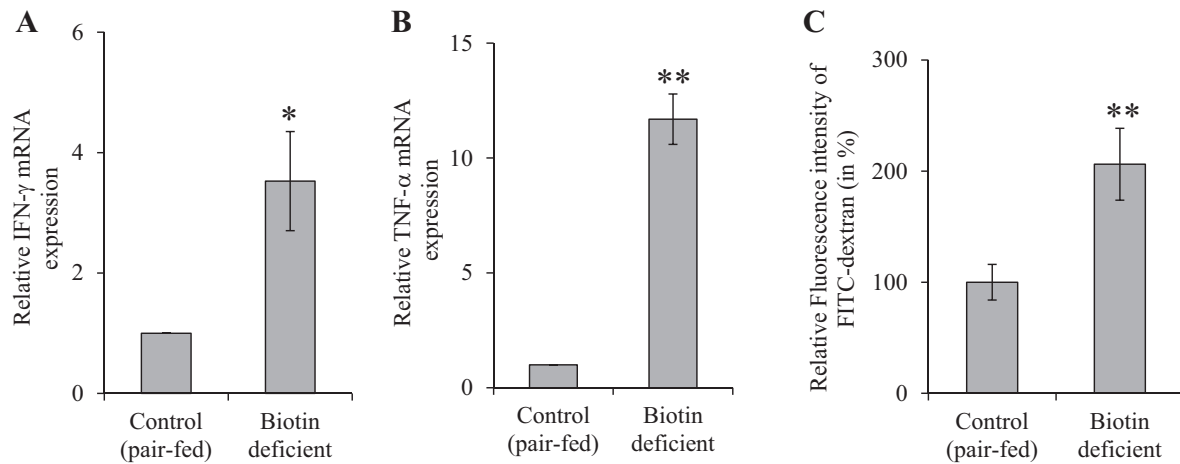 A
Relative IFN-γ mRNA
expression
6
4
2
0
*
Control
(pair-fed)
Biotin
deficient
B
Relative TNF-α mRNA
expression
15
10
5
0
**
Control
(pair-fed)
Biotin
deficient
C
Relative Fluorescence intensity of
FITC-dextran (in %)
300
200
100
0
**
Control
(pair-fed)
Biotin
deficient